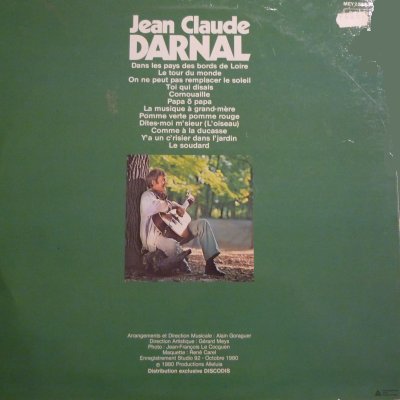 Jean Claude
DARNAL
Dans les pays des bords de Loire
Le tour du monde
On ne peut pas remplacer le soleil
Toi qui disais
Cornouaille
Papa ô papa
La musique à grand-mère
Pomme verte pomme rouge
Dites-moi m'sieur (L'oiseau)
Comme à la ducasse
Y'a un c'risier dans l'jardin
Le soudard
Arrangements et Direction Musicale : Alain Goraguer
Direction Artistique : Gérard Meys
Photo : Jean-François Le Cocguen
Maquette : René Carel
Enregistrement Studio 92 - Octobre 1980
℗ 1980 Productions Alleluia
Distribution exclusive DISCODIS